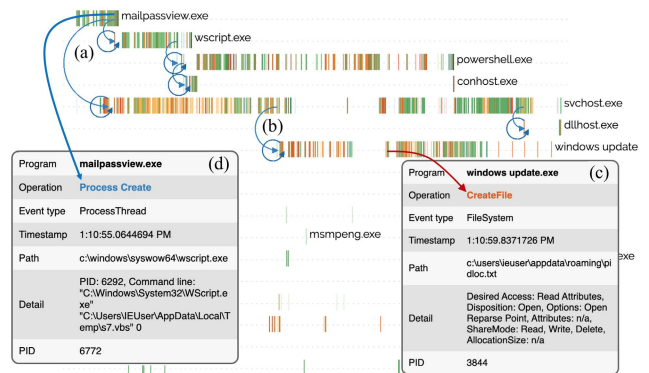 mailpassview.exe
(a)
wscript.exe
powershell.exe
conhost.exe
svchost.exe
(b)
dllhost.exe
windows update
Program mailpassview.exe (d)
Operation Process Create
Event type ProcessThread
Timestamp 1:10:55.0644694 PM
Path c:\windows\syswow64\wscript.exe
Detail
PID: 6292, Command line:
"C:\Windows\System32\WScript.e
xe"
"C:\Users\IEUser\AppData\Local\T
emp\s7.vbs" 0
PID 6772
msmpeng.exe
Program windows update.exe (c)
Operation CreateFile
Event type FileSystem
Timestamp 1:10:59.8371726 PM
Path
c:\users\ieuser\appdata\roaming\pi
dloc.txt
Detail
Desired Access: Read Attributes,
Disposition: Open, Options: Open
Reparse Point, Attributes: n/a,
ShareMode: Read, Write, Delete,
AllocationSize: n/a
PID 3844
exe